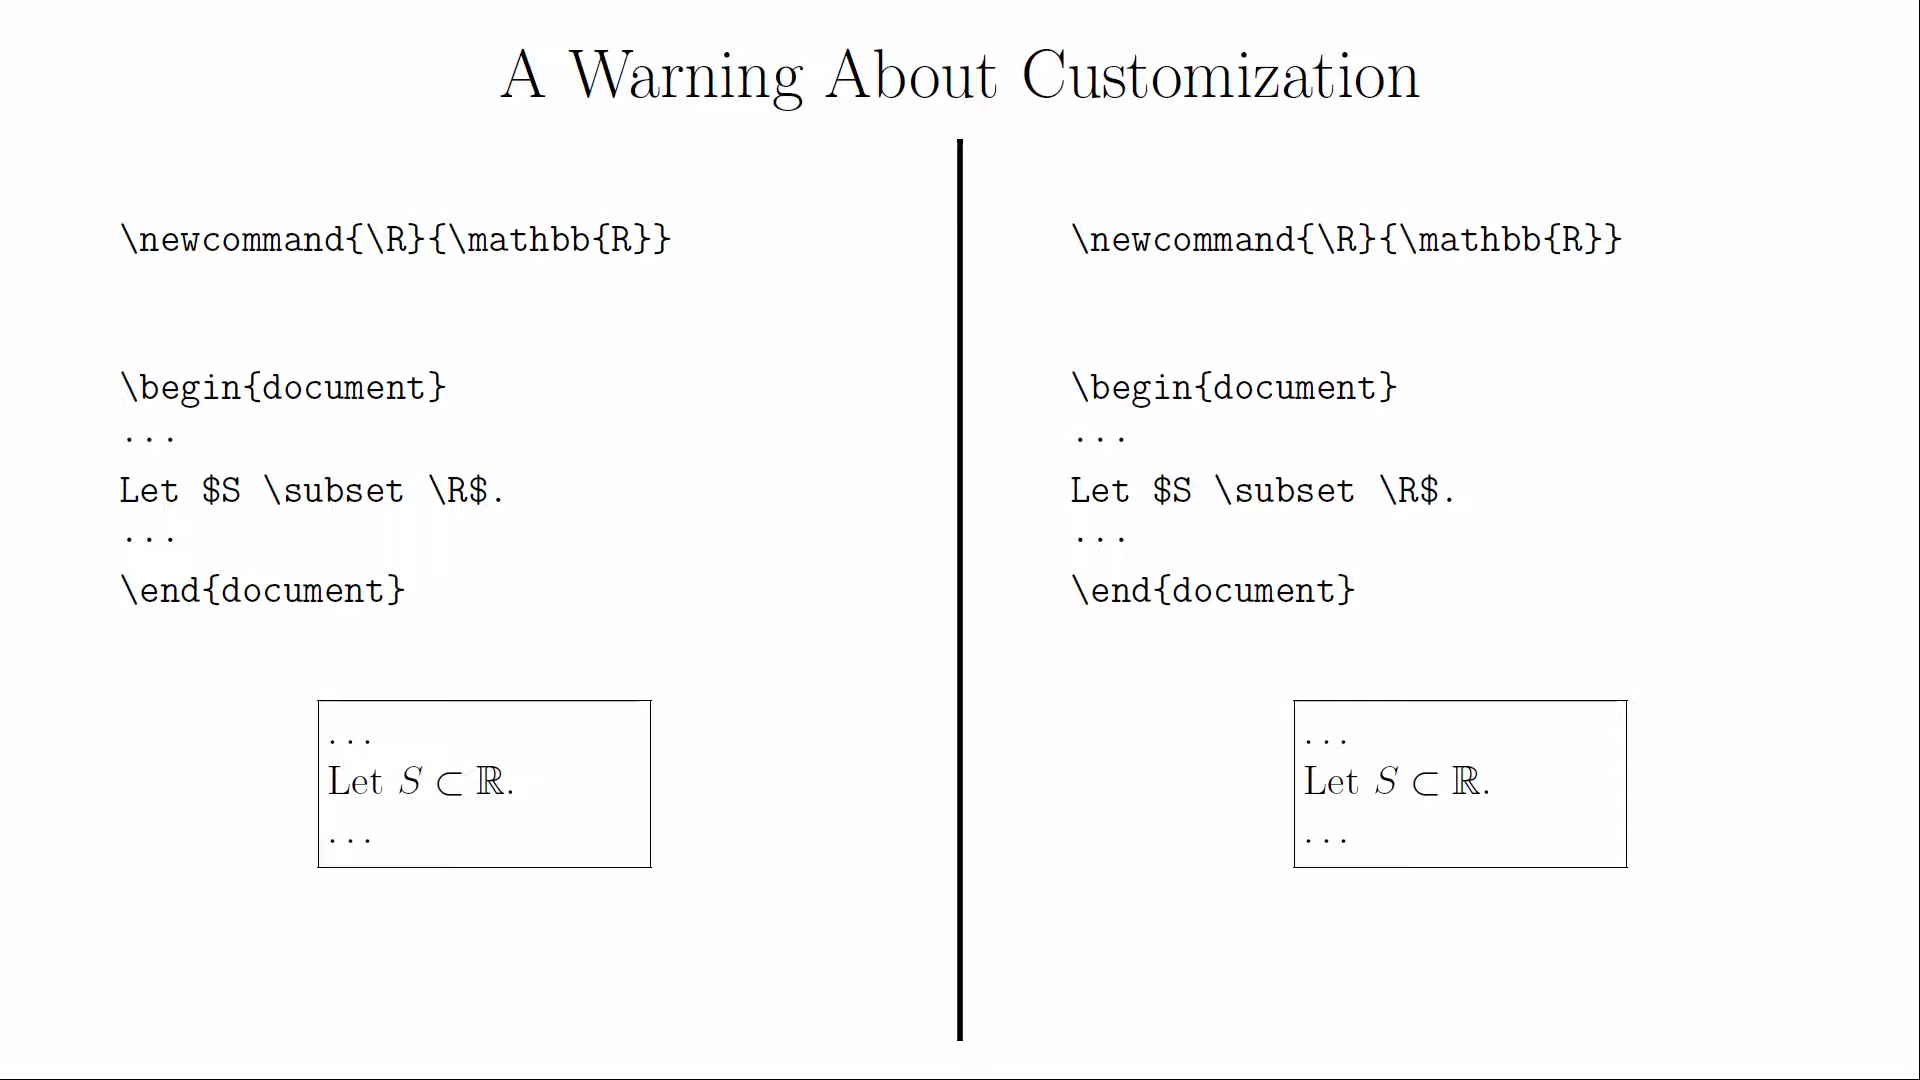 A Warning About Customization
\newcommand{\R}{\mathbb{R}}
\begin{document}
...
Let $S \subset \R$.
...
\end{document}
...
Let S ⊂ ℝ.
...
\newcommand{\R}{\mathbb{R}}
\begin{document}
...
Let $S \subset \R$.
...
\end{document}
...
Let S ⊂ ℝ.
...